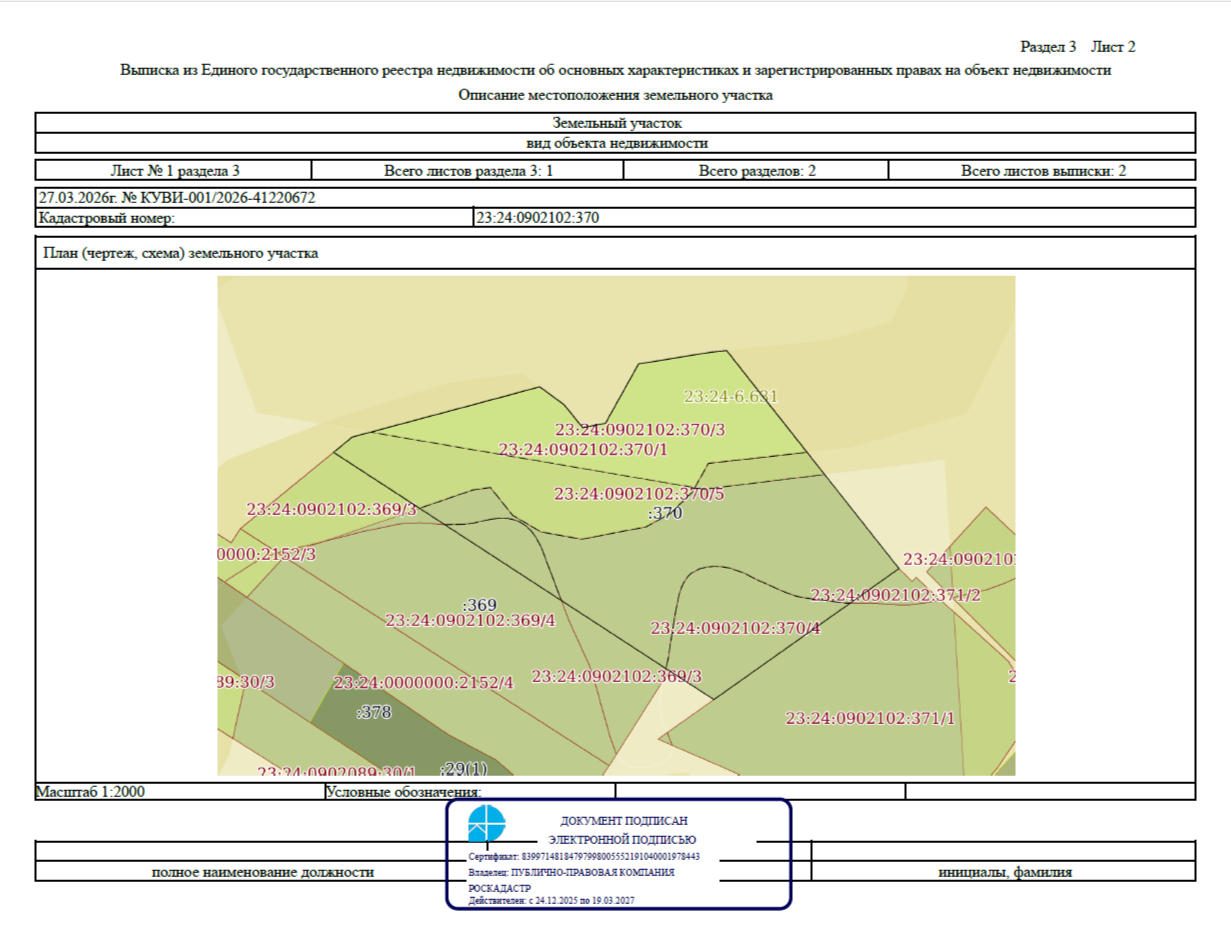 Раздел 3 Лист 2
Выписка из Единого государственного реестра недвижимости об основных характеристиках и зарегистрированных правах на объект недвижимости
Описание местоположения земельного участка
Земельный участок
вид объекта недвижимости
Лист № 1 раздела 3 Всего листов раздела 3: 1 Всего разделов: 2 Всего листов выписки: 2
27.03.2026г. № КУВИ-001/2026-41220672
Кадастровый номер: 23:24:0902102:370
План (чертеж, схема) земельного участка
23:24-6.631
23:24:0902102:370/3
23:24:0902102:370/1
23:24:0902102:370/5
23:24:0902102:369/3
:370
0000:2152/3
23:24:090210
23:24:0902102:371/2
:369
23:24:0902102:369/4
23:24:0902102:370/4
89:30/3
23:24:0000000:2152/4
23:24:0902102:369/3
2
:378
23:24:0902102:371/1
23:24:0902089:30/1
:29(1)
Масштаб 1:2000 Условные обозначения:
ДОКУМЕНТ ПОДПИСАН
ЭЛЕКТРОННОЙ ПОДПИСЬЮ
Сертификат: 83997148184797998005552191040001978443
Владелец: ПУБЛИЧНО-ПРАВОВАЯ КОМПАНИЯ
РОСКАДАСТР
Действителен: с 24.12.2025 по 19.03.2027
полное наименование должности
инициалы, фамилия